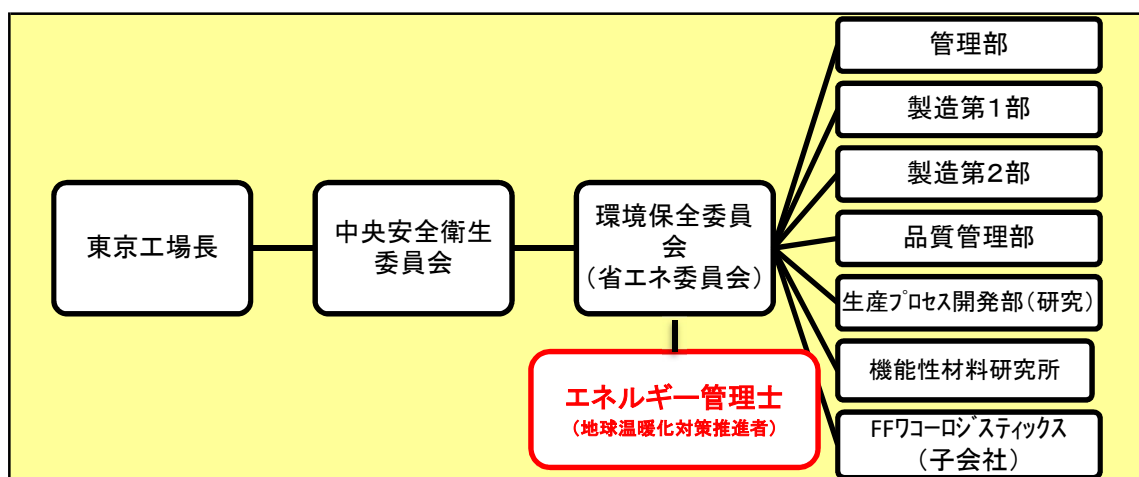 東京工場長
中央安全衛生
委員会
環境保全委員
会
(省エネ委員会)
エネルギー管理士
(地球温暖化対策推進者)
管理部
製造第1部
製造第2部
品質管理部
生産ﾌﾟﾛｾｽ開発部(研究)
機能性材料研究所
FFﾜｺｰﾛｼﾞｽﾃｨｯｸｽ
(子会社)